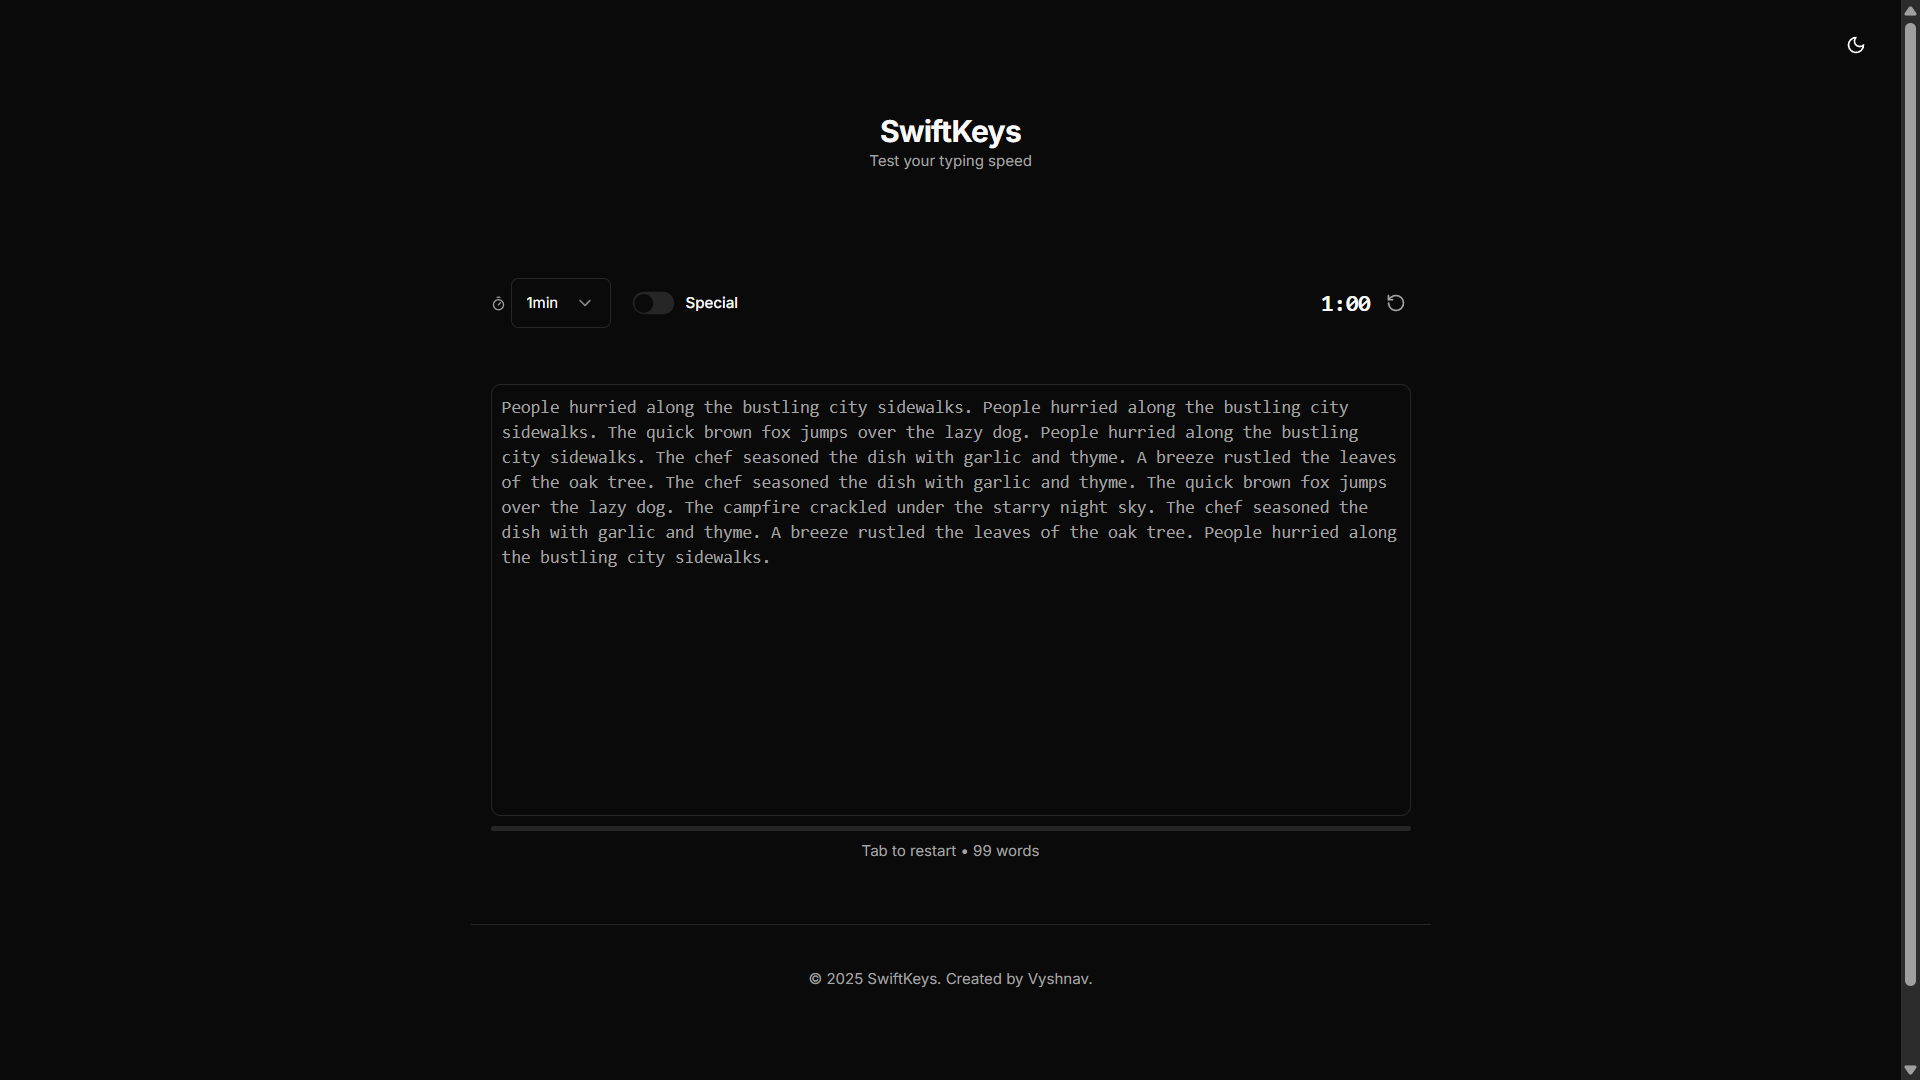 SwiftKeys
Test your typing speed
1min
Special
1:00
People hurried along the bustling city sidewalks. People hurried along the bustling city
sidewalks. The quick brown fox jumps over the lazy dog. People hurried along the bustling
city sidewalks. The chef seasoned the dish with garlic and thyme. A breeze rustled the leaves
of the oak tree. The chef seasoned the dish with garlic and thyme. The quick brown fox jumps
over the lazy dog. The campfire crackled under the starry night sky. The chef seasoned the
dish with garlic and thyme. A breeze rustled the leaves of the oak tree. People hurried along
the bustling city sidewalks.
Tab to restart • 99 words
© 2025 SwiftKeys. Created by Vyshnav.